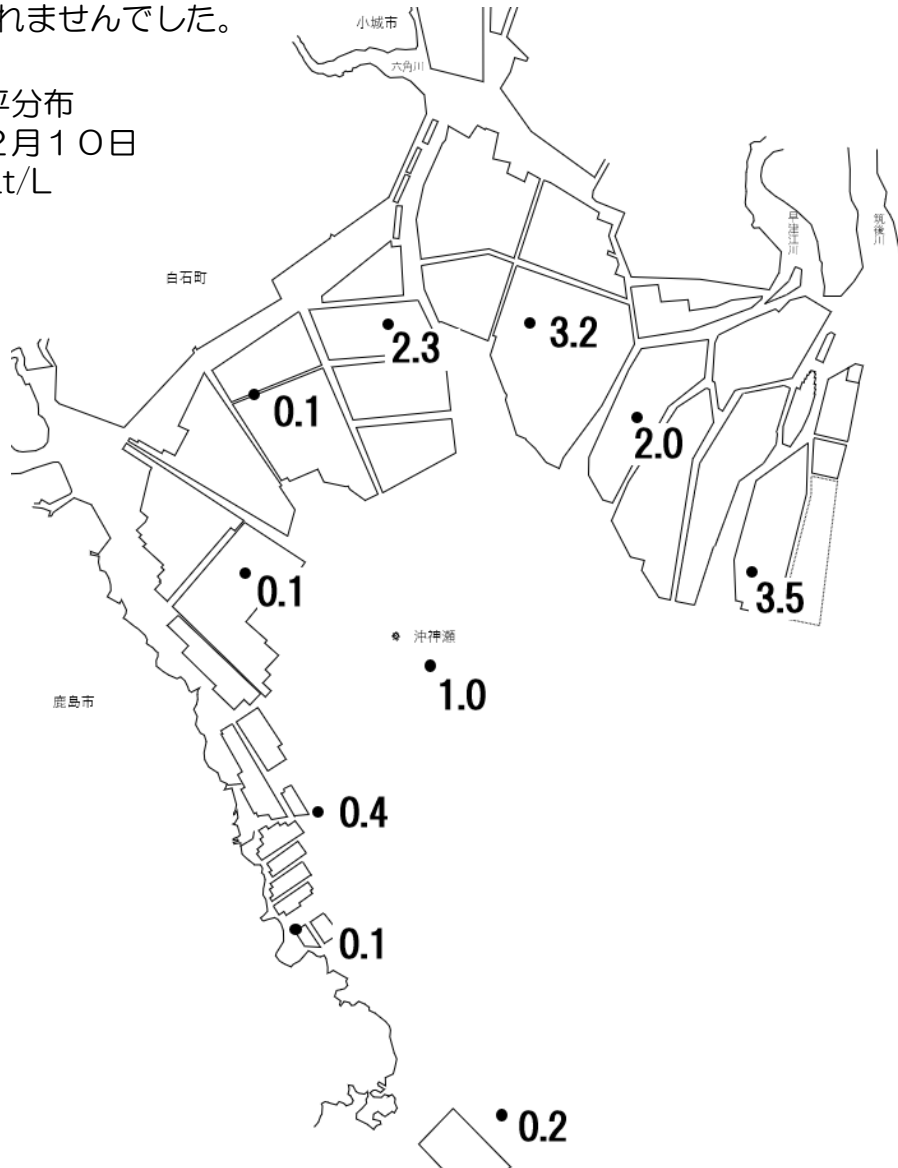 れませんでした。
小城市
六角川
平分布
2月10日
t/L
早津江川
筑後川
白石町
2.3
3.2
0.1
2.0
0.1
3.5
沖神瀬
1.0
鹿島市
0.4
0.1
0.2